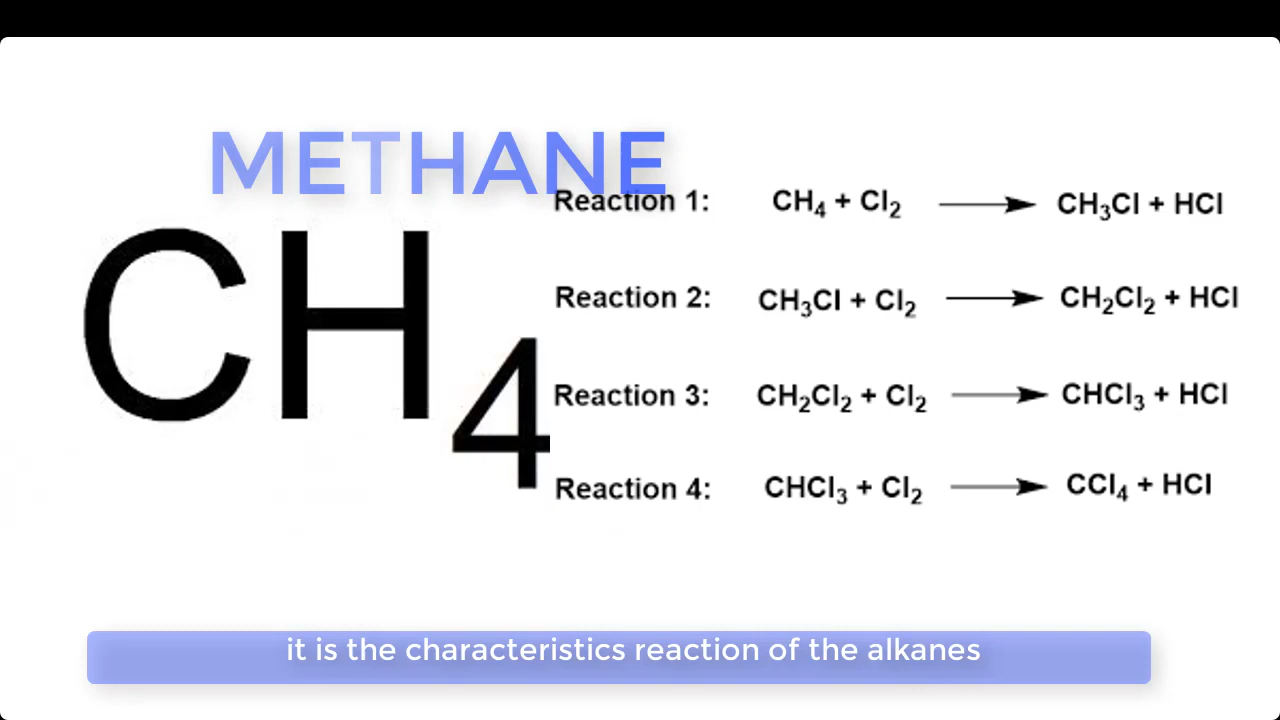 METHANE
CH₄
Reaction 1: CH₄ + Cl₂ ⟶ CH₃Cl + HCl
Reaction 2: CH₃Cl + Cl₂ ⟶ CH₂Cl₂ + HCl
Reaction 3: CH₂Cl₂ + Cl₂ ⟶ CHCl₃ + HCl
Reaction 4: CHCl₃ + Cl₂ ⟶ CCl₄ + HCl
it is the characteristics reaction of the alkanes